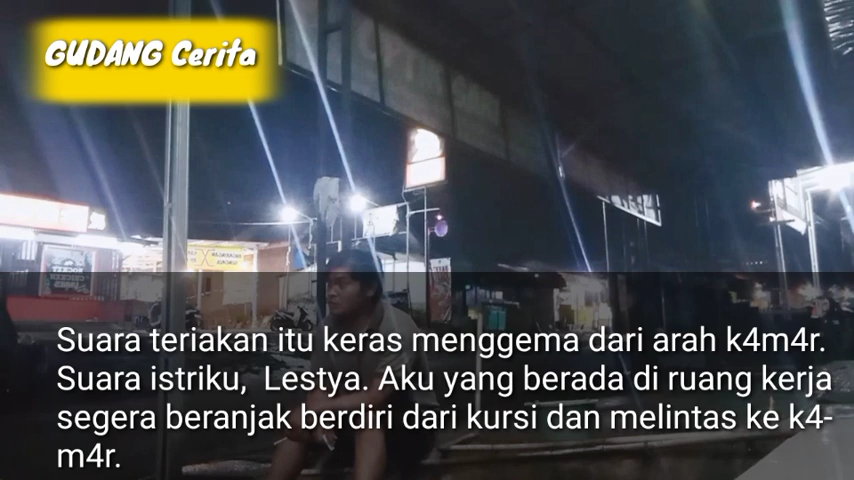 GUDANG Cerita
Suara teriakan itu keras menggema dari arah k4m4r.
Suara istriku, Lestya. Aku yang berada di ruang kerja
segera beranjak berdiri dari kursi dan melintas ke k4-
m4r.